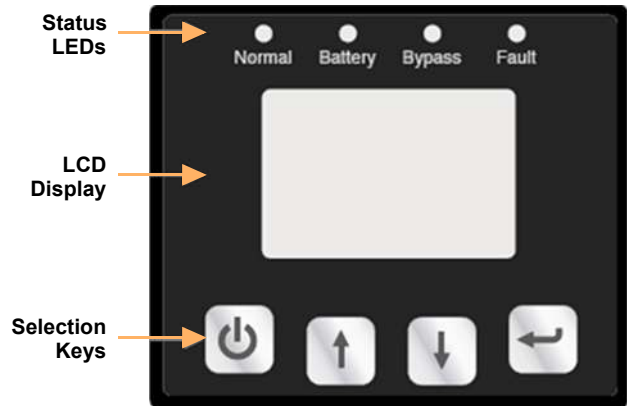 Status
LEDs
Normal Battery Bypass Fault
LCD
Display
Selection
Keys